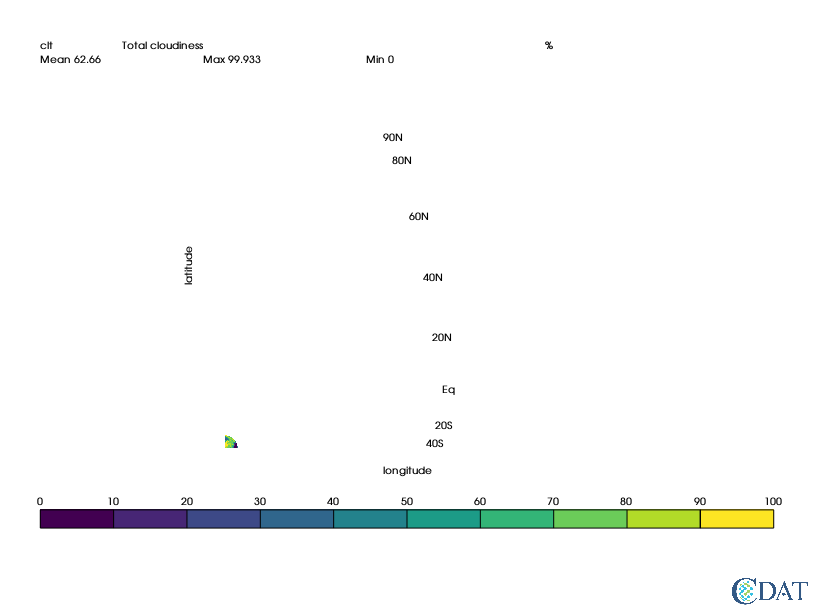 clt Total cloudiness %
Mean 62.66 Max 99.933 Min 0
90N
80N
60N
latitude
40N
20N
Eq
20S
40S
longitude
0 10 20 30 40 50 60 70 80 90 100
CDAT